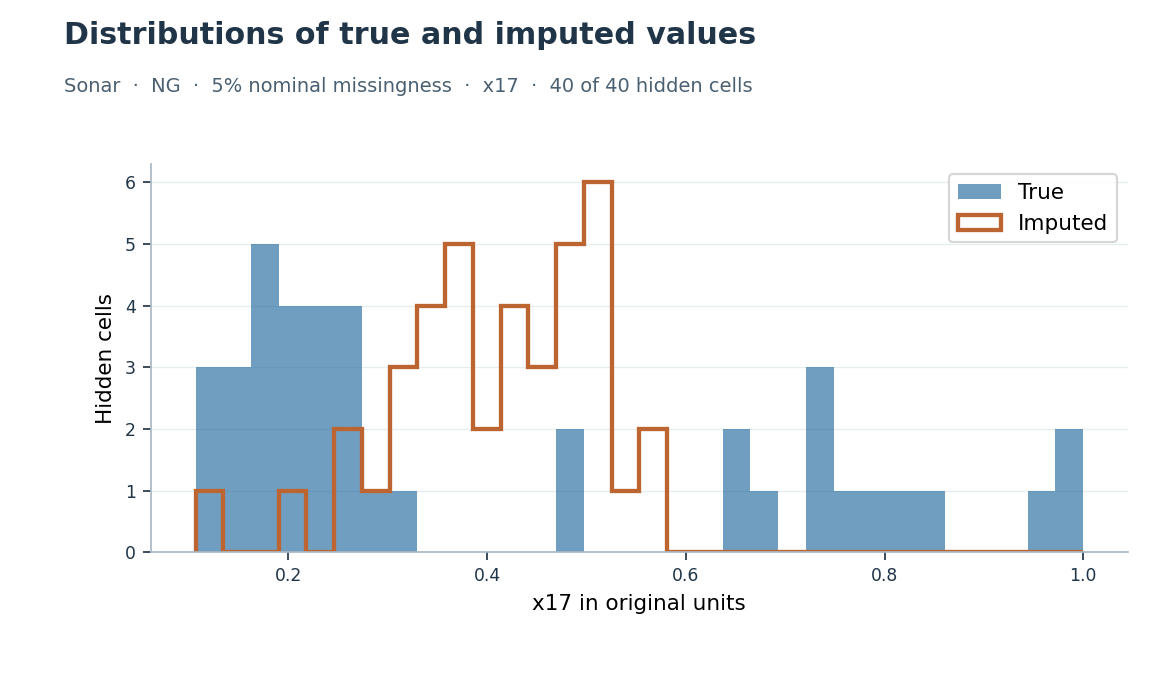 Distributions of true and imputed values
Sonar · NG · 5% nominal missingness · x17 · 40 of 40 hidden cells
True
Imputed
Hidden cells
6
5
4
3
2
1
0
0.2 0.4 0.6 0.8 1.0
x17 in original units